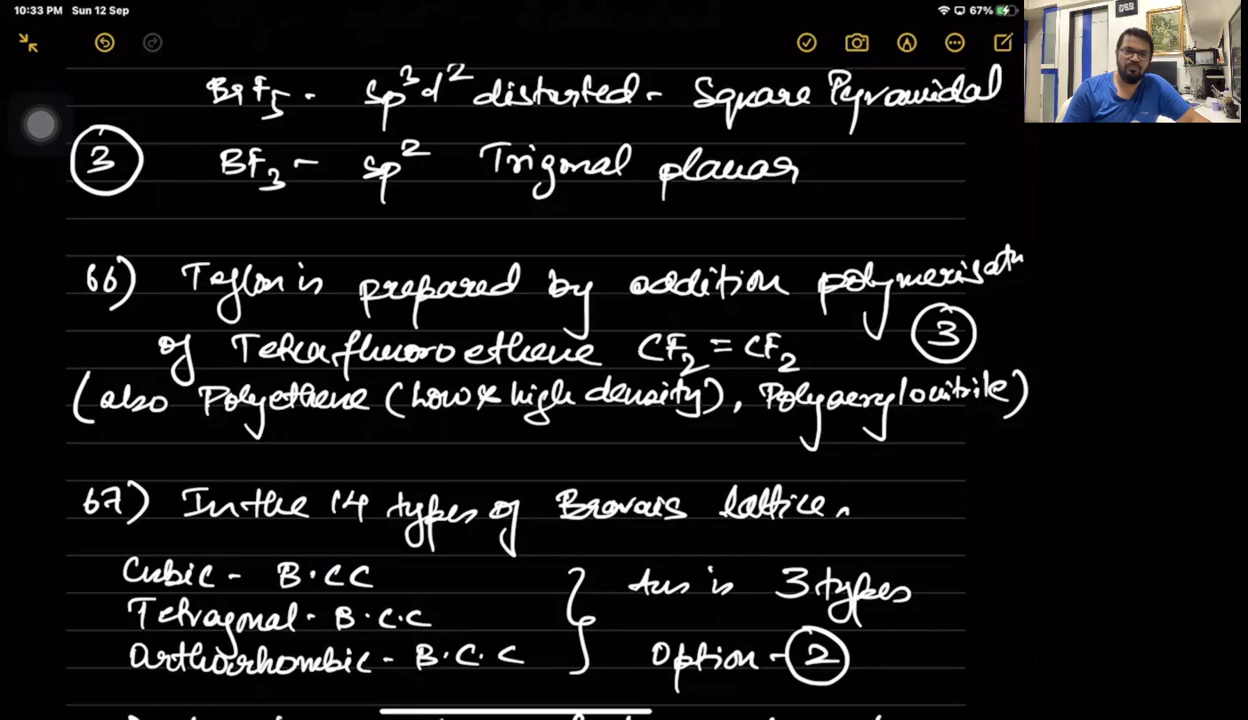 10:33 PM Sun 12 Sep 67%
BrF5 - sp3d2 distorted - Square Pyramidal
3 BF3 - sp2 Trigonal planar
66) Teflon is prepared by addition polymerisatn
of Tetrafluoroethene CF2 = CF2 3
(also Polyethene (Low & high density), Polyacrylonitrile)
67) In the 14 types of Bravais lattice,
Cubic - B.CC
Tetragonal - B.C.C
Orthorhombic - B.C.C
Ans is 3 types
Option - 2